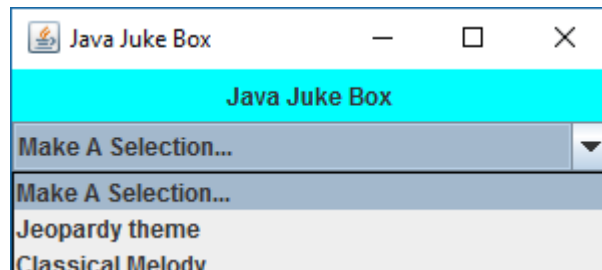 Java Juke Box
Java Juke Box
Make A Selection...
Make A Selection...
Jeopardy theme
Classical Melody